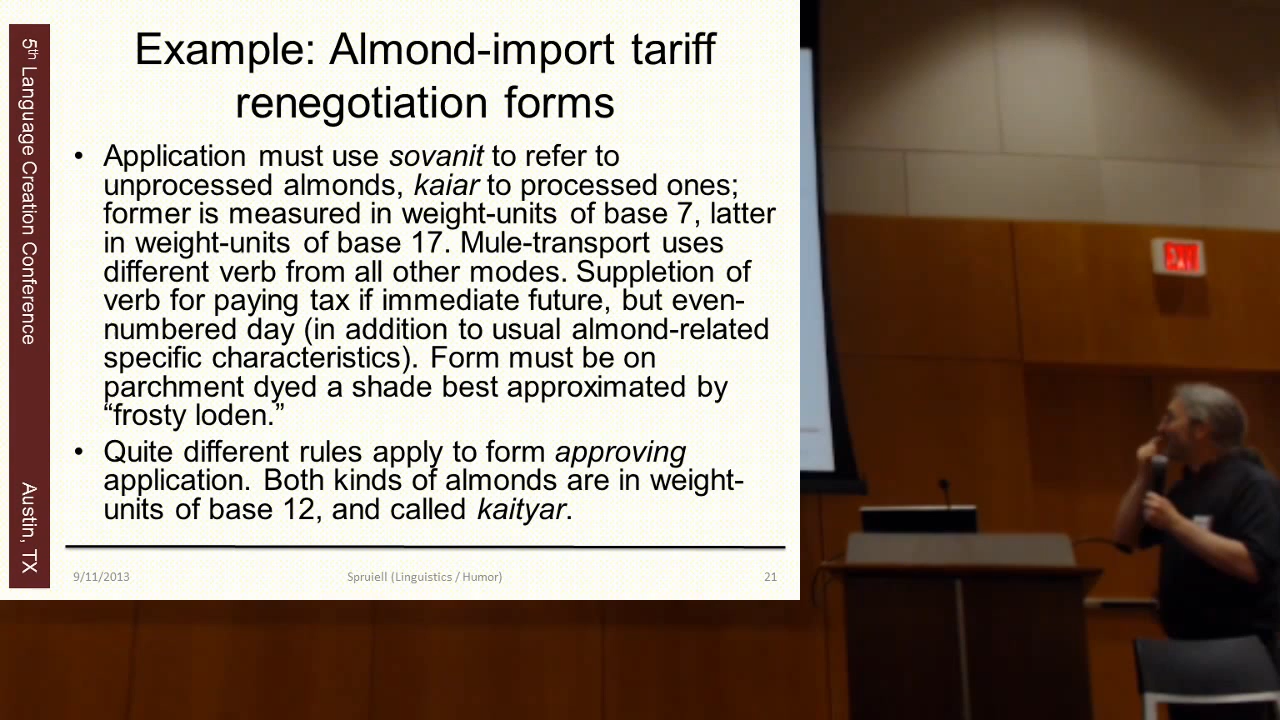 5th Language Creation Conference
Austin, TX
Example: Almond-import tariff
renegotiation forms
• Application must use sovanit to refer to
unprocessed almonds, kaiar to processed ones;
former is measured in weight-units of base 7, latter
in weight-units of base 17. Mule-transport uses
different verb from all other modes. Suppletion of
verb for paying tax if immediate future, but even-
numbered day (in addition to usual almond-related
specific characteristics). Form must be on
parchment dyed a shade best approximated by
“frosty loden.”
• Quite different rules apply to form approving
application. Both kinds of almonds are in weight-
units of base 12, and called kaityar.
9/11/2013
Spruiell (Linguistics / Humor)
21
EXIT